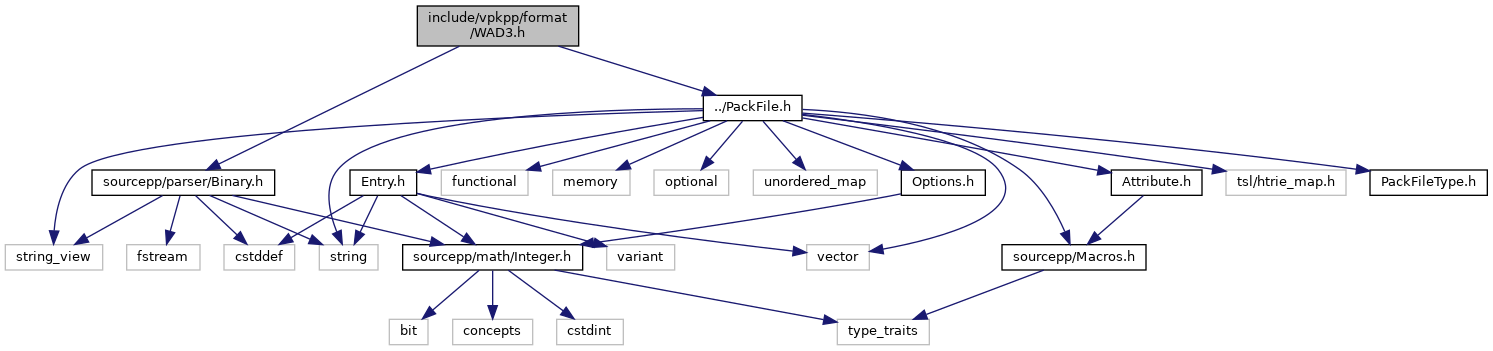 include/vpkpp/format
/WAD3.h
../PackFile.h
sourcepp/parser/Binary.h
Entry.h
functional
memory
optional
unordered_map
Options.h
Attribute.h
tsl/htrie_map.h
PackFileType.h
string_view
fstream
cstddef
string
sourcepp/math/Integer.h
variant
vector
sourcepp/Macros.h
bit
concepts
cstdint
type_traits